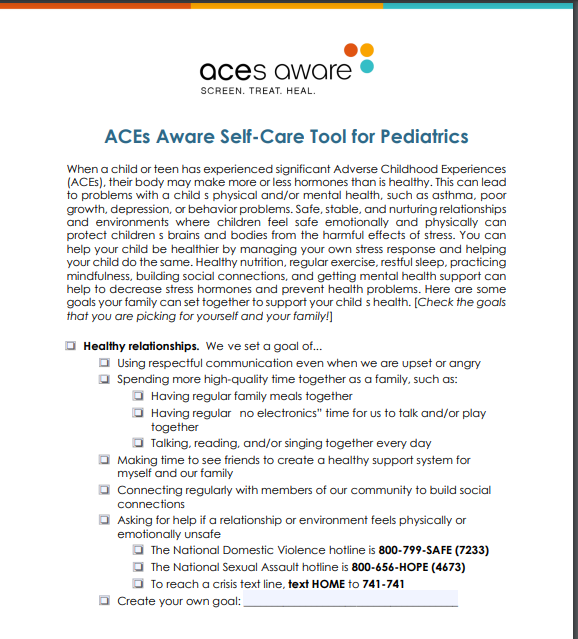 aces aware
SCREEN. TREAT. HEAL.
ACEs Aware Self-Care Tool for Pediatrics
When a child or teen has experienced significant Adverse Childhood Experiences
(ACEs), their body may make more or less hormones than is healthy. This can lead
to problems with a child s physical and/or mental health, such as asthma, poor
growth, depression, or behavior problems. Safe, stable, and nurturing relationships
and environments where children feel safe emotionally and physically can
protect children s brains and bodies from the harmful effects of stress. You can
help your child be healthier by managing your own stress response and helping
your child do the same. Healthy nutrition, regular exercise, restful sleep, practicing
mindfulness, building social connections, and getting mental health support can
help to decrease stress hormones and prevent health problems. Here are some
goals your family can set together to support your child s health. [Check the goals
that you are picking for yourself and your family!]
Healthy relationships. We ve set a goal of...
Using respectful communication even when we are upset or angry
Spending more high-quality time together as a family, such as:
Having regular family meals together
Having regular no electronics” time for us to talk and/or play
together
Talking, reading, and/or singing together every day
Making time to see friends to create a healthy support system for
myself and our family
Connecting regularly with members of our community to build social
connections
Asking for help if a relationship or environment feels physically or
emotionally unsafe
The National Domestic Violence hotline is 800-799-SAFE (7233)
The National Sexual Assault hotline is 800-656-HOPE (4673)
To reach a crisis text line, text HOME to 741-741
Create your own goal: